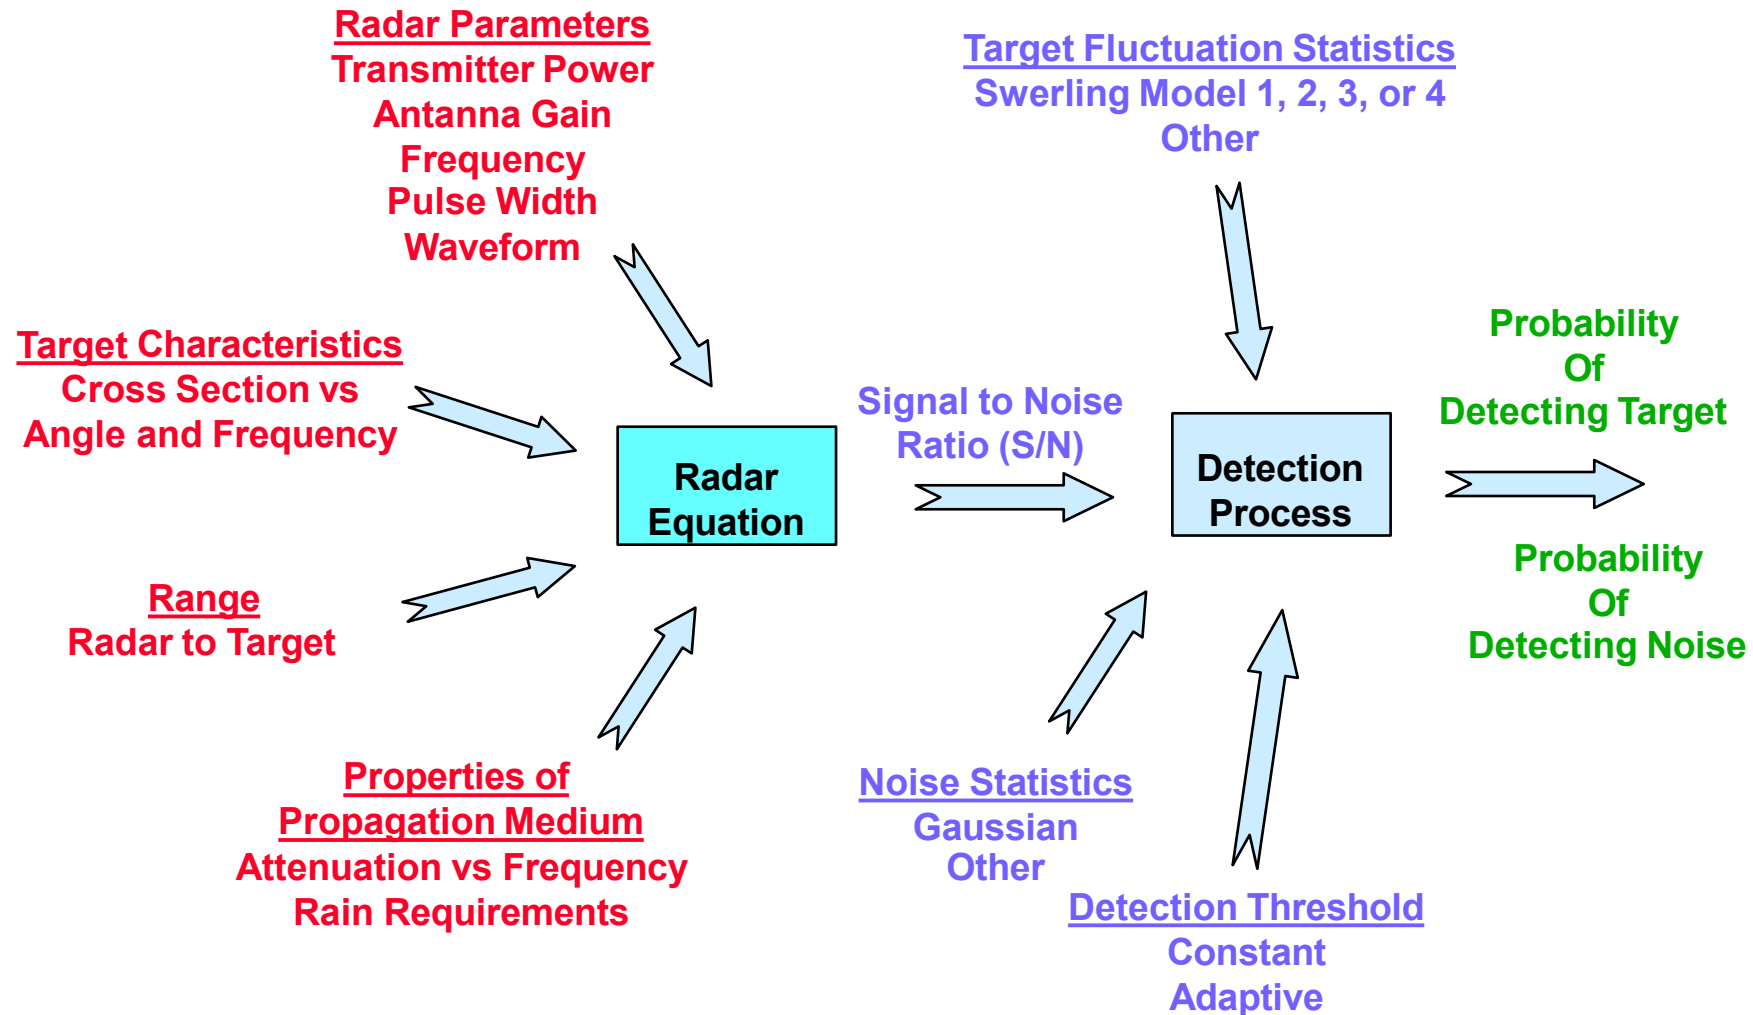 Radar Parameters
Transmitter Power
Antanna Gain
Frequency
Pulse Width
Waveform
Target Fluctuation Statistics
Swerling Model 1, 2, 3, or 4
Other
Target Characteristics
Cross Section vs
Angle and Frequency
Range
Radar to Target
Properties of
Propagation Medium
Attenuation vs Frequency
Rain Requirements
Radar
Equation
Signal to Noise
Ratio (S/N)
Detection
Process
Noise Statistics
Gaussian
Other
Detection Threshold
Constant
Adaptive
Probability
Of
Detecting Target
Probability
Of
Detecting Noise